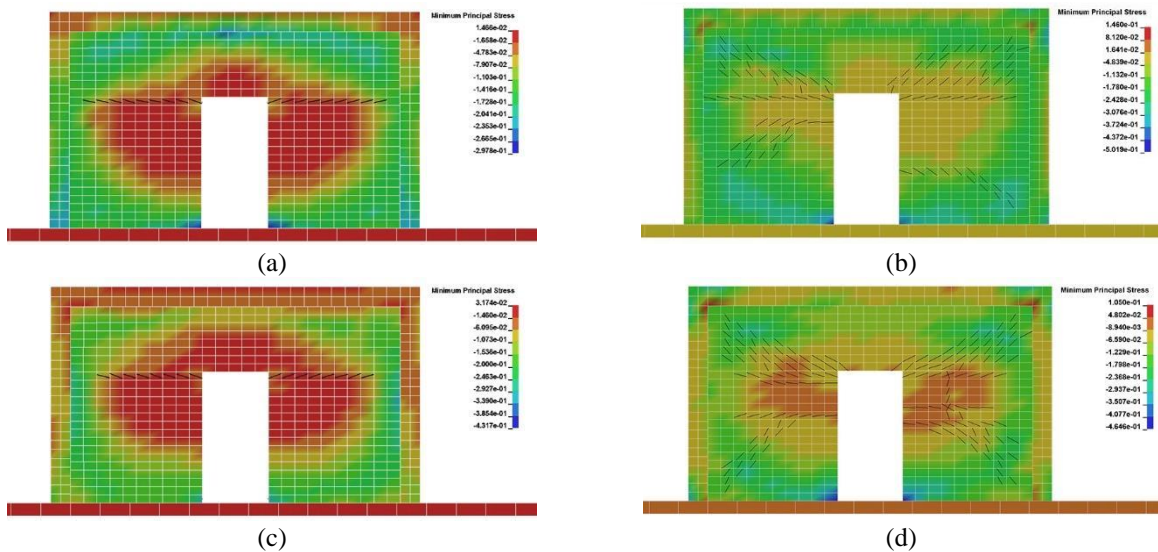 Minimum Principal Stress
1.466e-02
-1.658e-02
-4.783e-02
-7.907e-02
-1.103e-01
-1.416e-01
-1.728e-01
-2.041e-01
-2.353e-01
-2.665e-01
-2.978e-01
(a)
Minimum Principal Stress
1.460e-01
8.120e-02
1.641e-02
-4.839e-02
-1.132e-01
-1.780e-01
-2.428e-01
-3.076e-01
-3.724e-01
-4.372e-01
-5.019e-01
(b)
Minimum Principal Stress
3.174e-02
-1.460e-02
-6.095e-02
-1.073e-01
-1.536e-01
-2.000e-01
-2.463e-01
-2.927e-01
-3.390e-01
-3.854e-01
-4.317e-01
(c)
Minimum Principal Stress
1.050e-01
4.802e-02
-8.940e-03
-6.590e-02
-1.229e-01
-1.798e-01
-2.368e-01
-2.937e-01
-3.507e-01
-4.077e-01
-4.646e-01
(d)